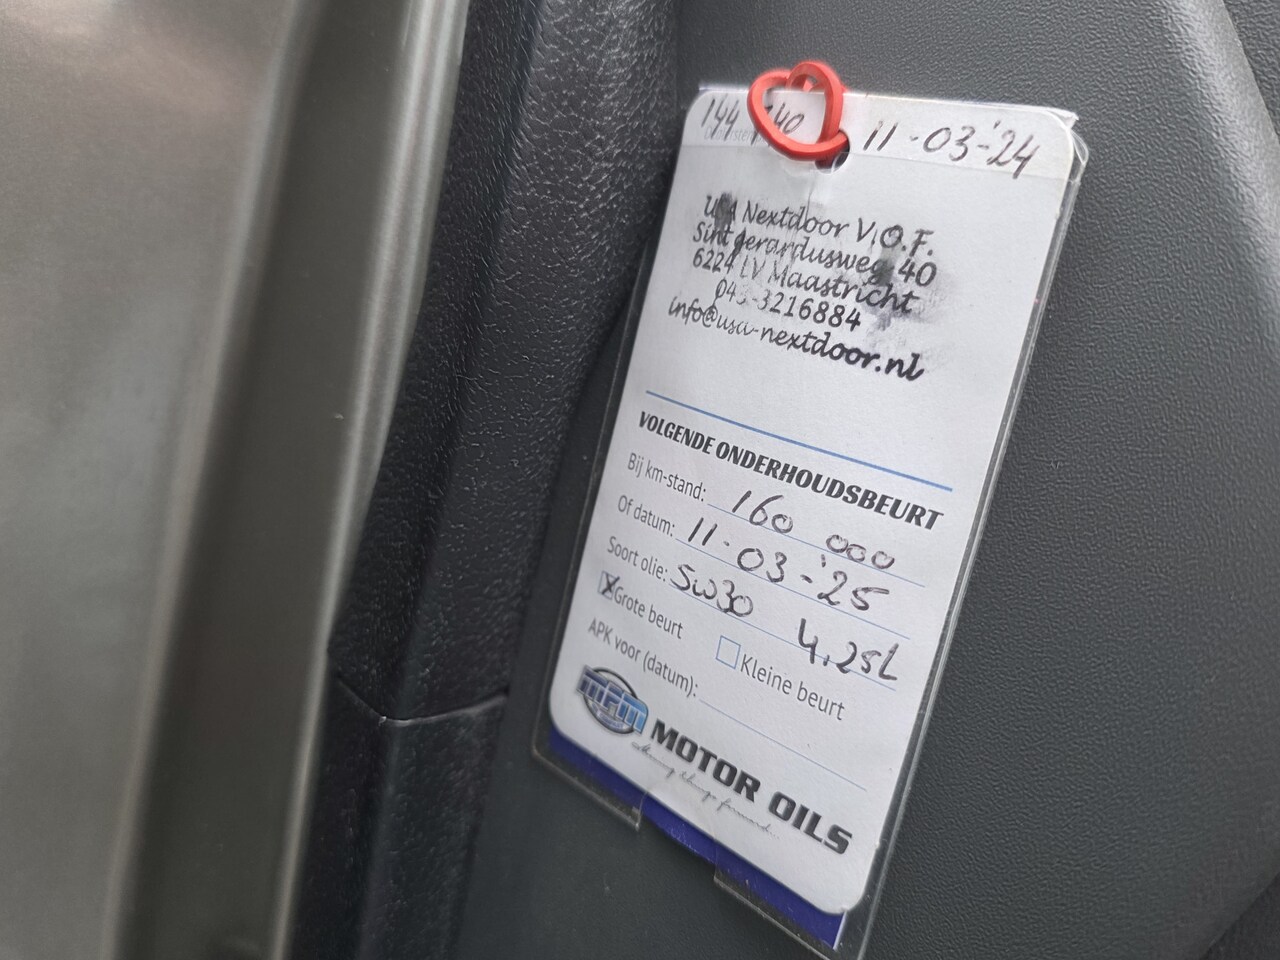 144 740 11-03-'24
USA Nextdoor V.O.F.
Sint gerardusweg 40
6224 LV Maastricht
043-3216884
info@usa-nextdoor.nl
VOLGENDE ONDERHOUDSBEURT
Bij km-stand: 160 000
Of datum: 11-03-'25
Soort olie: 5W30 4,25L
Grote beurt Kleine beurt
APK voor (datum):
mpm MOTOR OILS